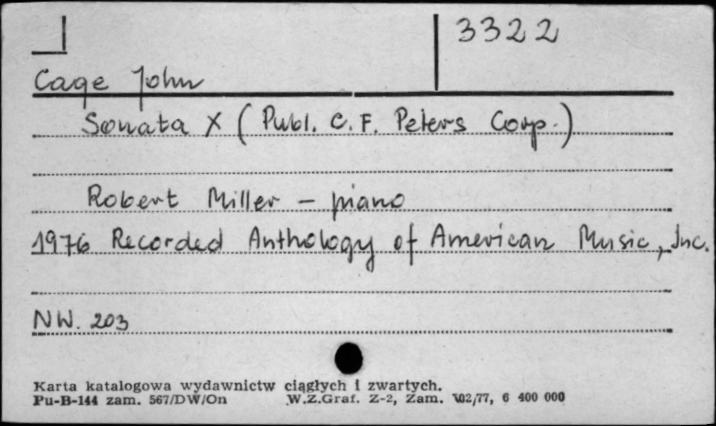 3322
Cage John
Sonata X ( Publ. C. F. Peters Corp. )
Robert Miller – piano
1976 Recorded Anthology of American Music, Inc.
NW. 203
Karta katalogowa wydawnictw ciągłych i zwartych.
Pu-B-144 zam. 567/DW/On W.Z.Graf. Z-2, Zam. 102/77, 6 400 000